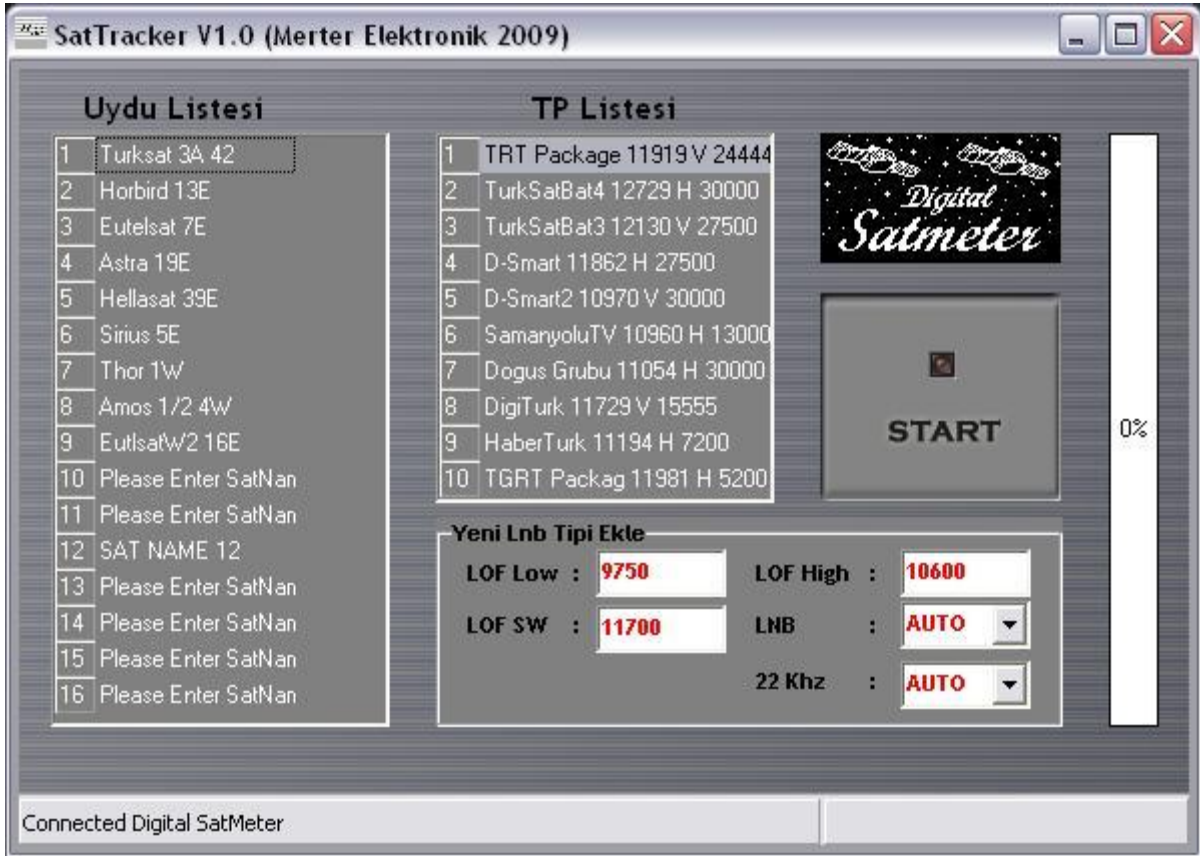 SatTracker V1.0 (Merter Elektronik 2009)
Uydu Listesi
1 Turksat 3A 42
2 Horbird 13E
3 Eutelsat 7E
4 Astra 19E
5 Hellasat 39E
6 Sirius 5E
7 Thor 1W
8 Amos 1/2 4W
9 EutlsatW2 16E
10 Please Enter SatNan
11 Please Enter SatNan
12 SAT NAME 12
13 Please Enter SatNan
14 Please Enter SatNan
15 Please Enter SatNan
16 Please Enter SatNan
TP Listesi
1 TRT Package 11919 V 24444
2 TurkSatBat4 12729 H 30000
3 TurkSatBat3 12130 V 27500
4 D-Smart 11862 H 27500
5 D-Smart2 10970 V 30000
6 SamanyoluTV 10960 H 13000
7 Dogus Grubu 11054 H 30000
8 DigiTurk 11729 V 15555
9 HaberTurk 11194 H 7200
10 TGRT Packag 11981 H 5200
Digital
Satmeter
START
0%
Yeni Lnb Tipi Ekle
LOF Low : 9750 LOF High : 10600
LOF SW : 11700 LNB : AUTO
22 Khz : AUTO
Connected Digital SatMeter